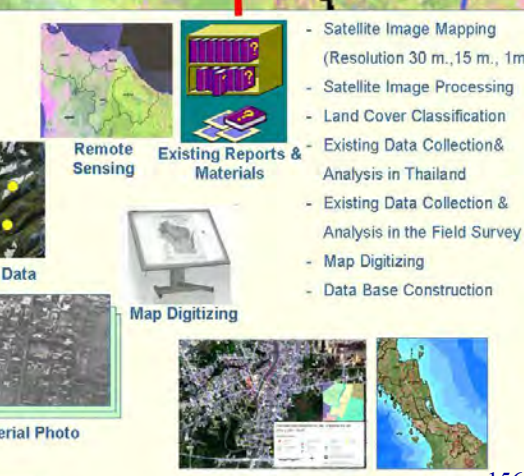 - Satellite Image Mapping
(Resolution 30 m.,15 m., 1m
- Satellite Image Processing
- Land Cover Classification
- Existing Data Collection&
Analysis in Thailand
- Existing Data Collection &
Analysis in the Field Survey
- Map Digitizing
- Data Base Construction
Remote
Sensing
Existing Reports &
Materials
Data
Map Digitizing
erial Photo